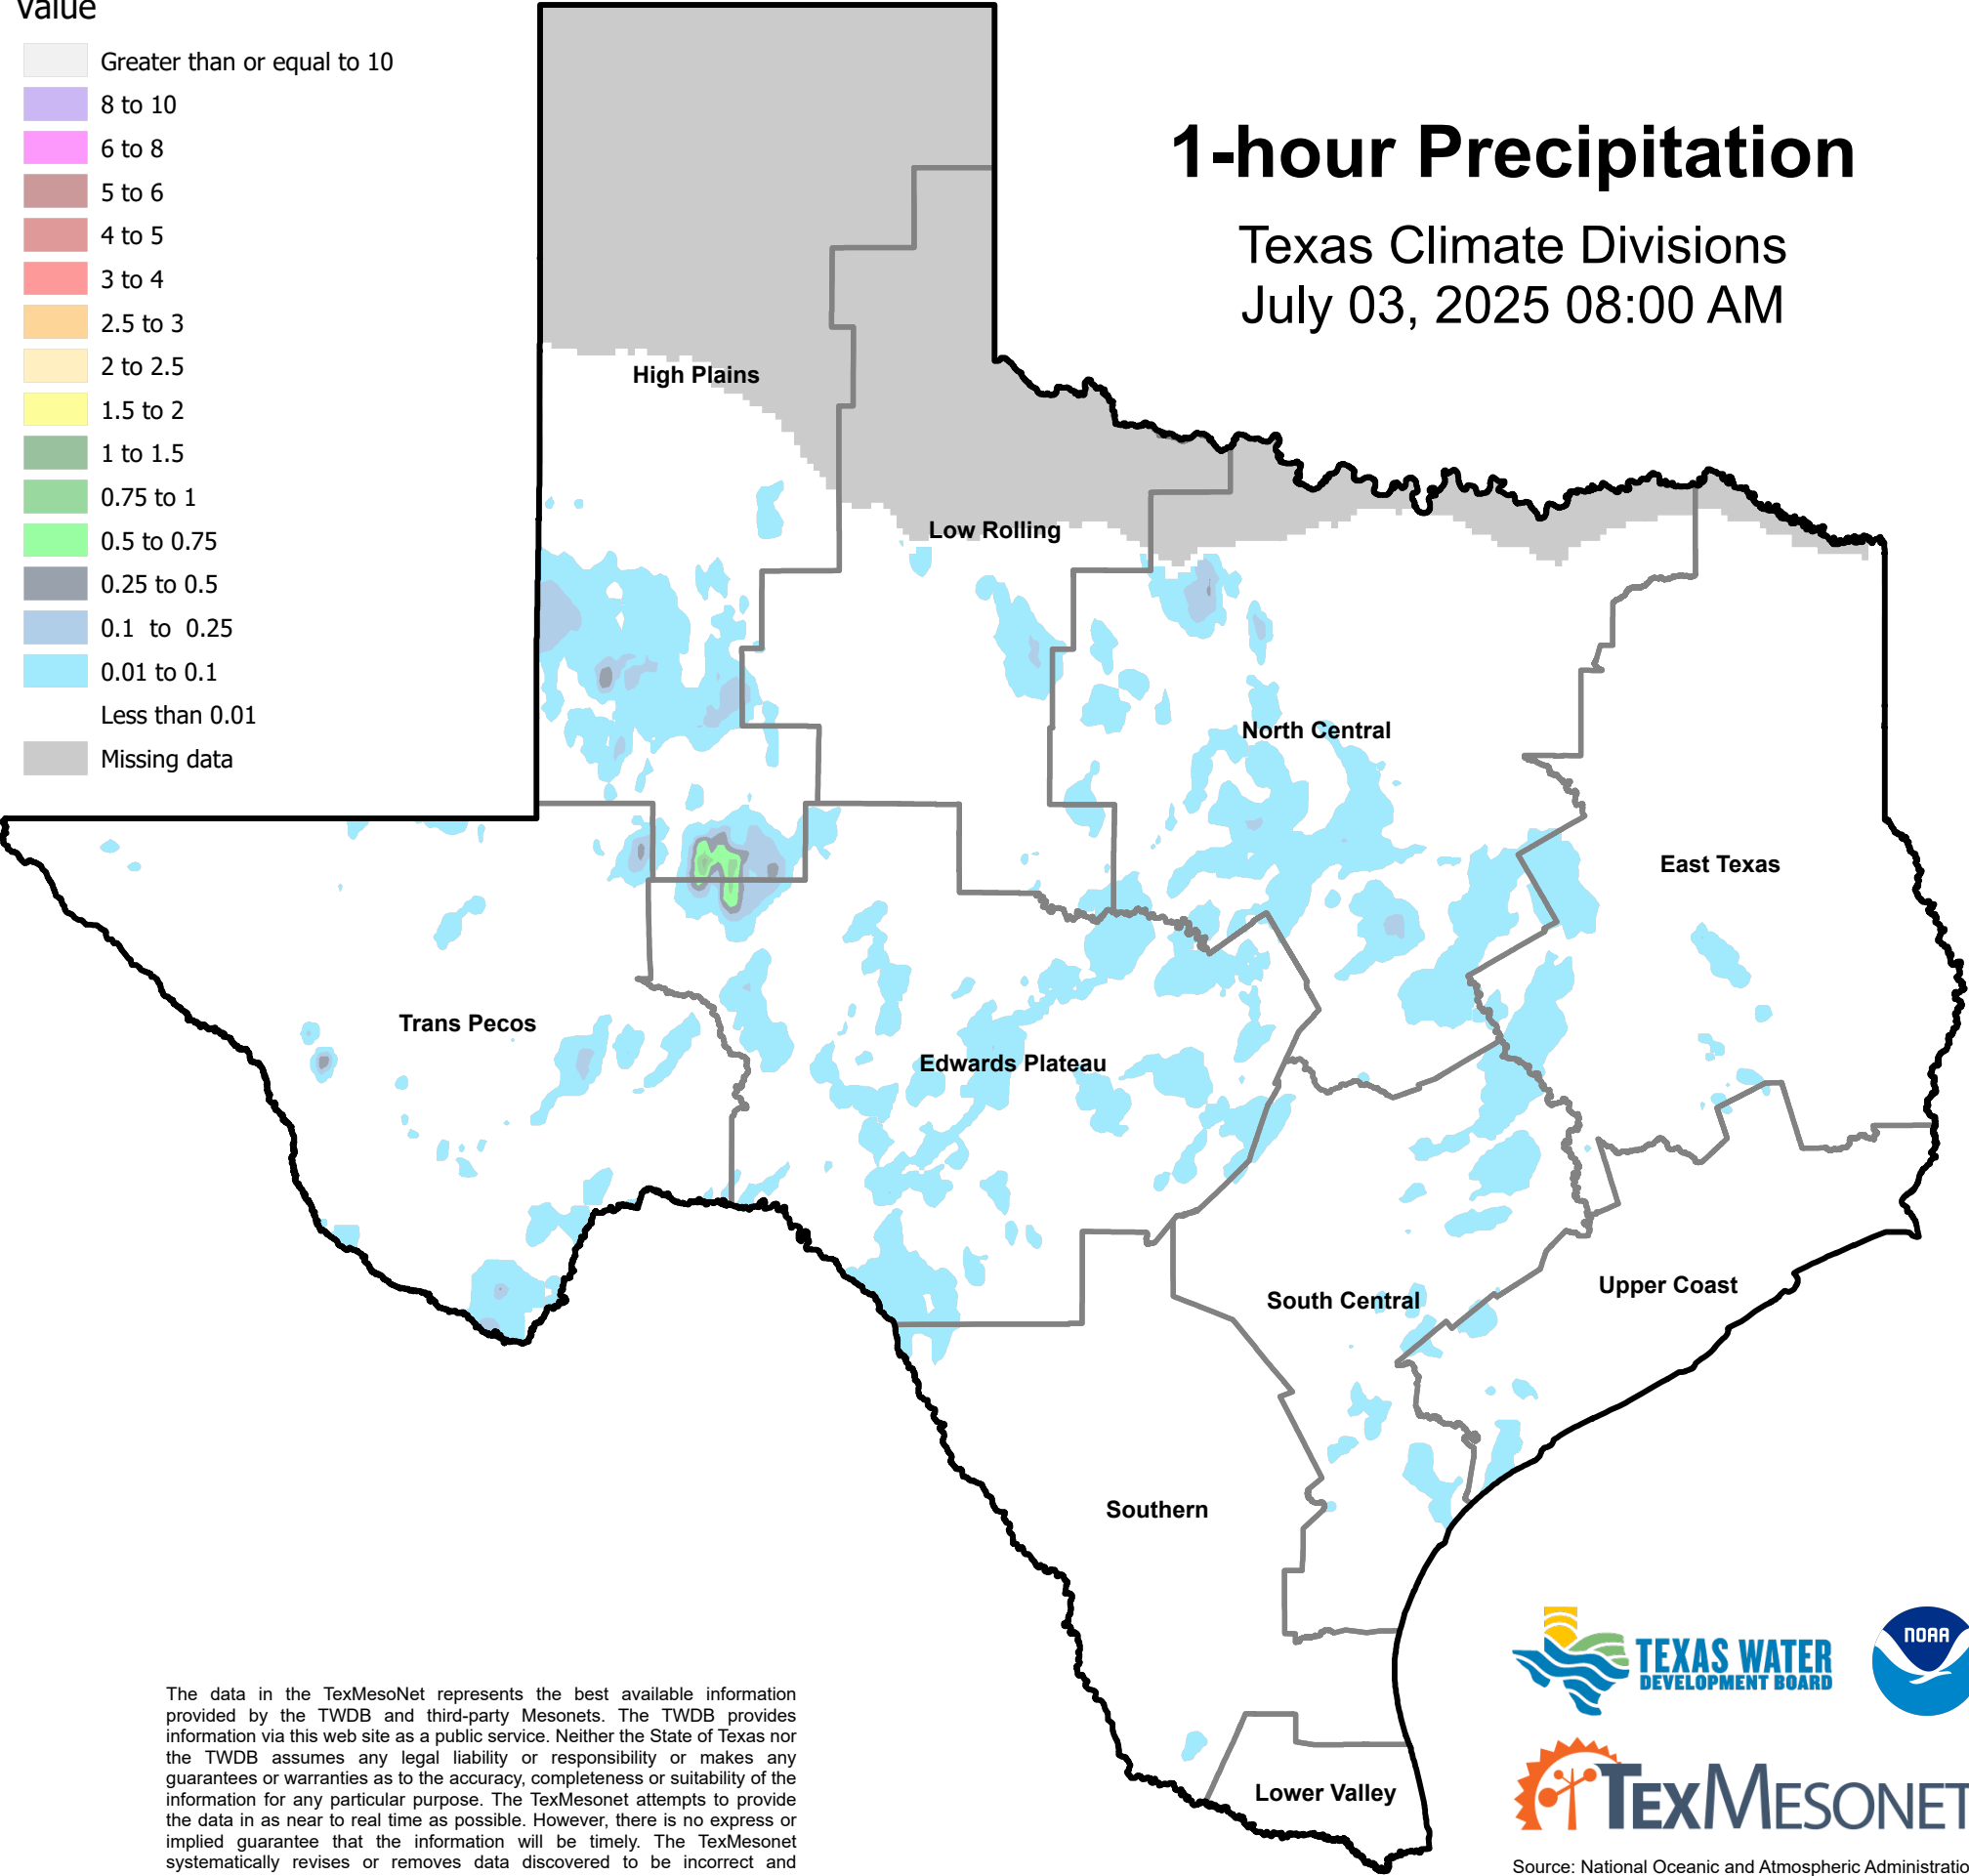 Value
Greater than or equal to 10
8 to 10
6 to 8
5 to 6
4 to 5
3 to 4
2.5 to 3
2 to 2.5
1.5 to 2
1 to 1.5
0.75 to 1
0.5 to 0.75
0.25 to 0.5
0.1 to 0.25
0.01 to 0.1
Less than 0.01
Missing data
1-hour Precipitation
Texas Climate Divisions
July 03, 2025 08:00 AM
High Plains
Low Rolling
North Central
East Texas
Trans Pecos
Edwards Plateau
South Central
Upper Coast
Southern
Lower Valley
The data in the TexMesoNet represents the best available information
provided by the TWDB and third-party Mesonets. The TWDB provides
information via this web site as a public service. Neither the State of Texas nor
the TWDB assumes any legal liability or responsibility or makes any
guarantees or warranties as to the accuracy, completeness or suitability of the
information for any particular purpose. The TexMesonet attempts to provide
the data in as near to real time as possible. However, there is no express or
implied guarantee that the information will be timely. The TexMesonet
systematically revises or removes data discovered to be incorrect and
TEXAS WATER
DEVELOPMENT BOARD
NOAA
TEXMESONET
Source: National Oceanic and Atmospheric Administratio